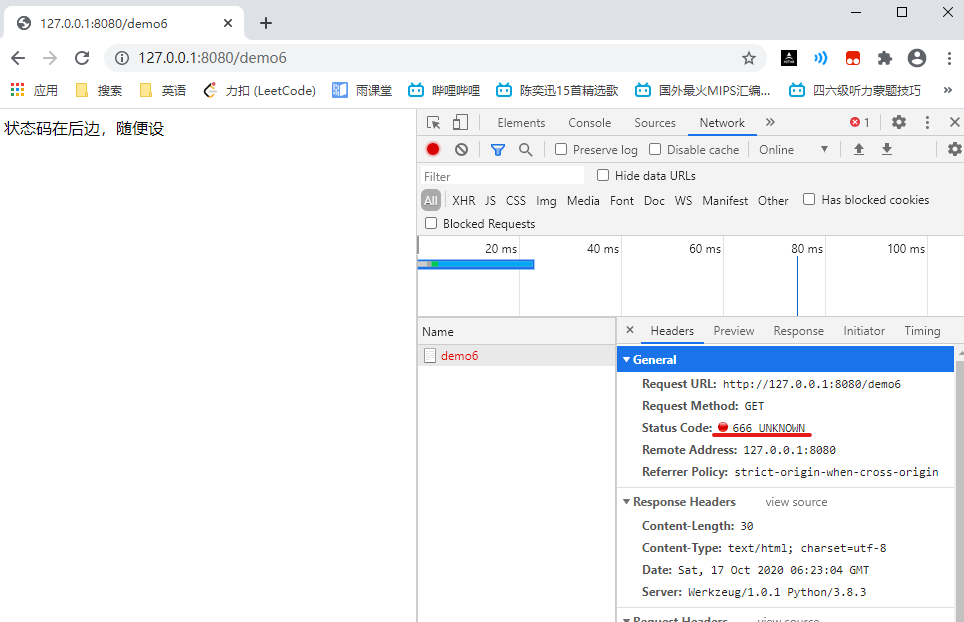 127.0.0.1:8080/demo6
127.0.0.1:8080/demo6
应用 搜索 英语 力扣 (LeetCode) 雨课堂 哔哩哔哩 陈奕迅15首精选歌 国外最火MIPS汇编... 四六级听力蒙题技巧 »
状态码在后边，随便设
Elements Console Sources Network » 1
Preserve log Disable cache Online
Filter Hide data URLs
All XHR JS CSS Img Media Font Doc WS Manifest Other Has blocked cookies
Blocked Requests
20 ms 40 ms 60 ms 80 ms 100 ms
Name
demo6
Headers Preview Response Initiator Timing
General
Request URL: http://127.0.0.1:8080/demo6
Request Method: GET
Status Code: 666 UNKNOWN
Remote Address: 127.0.0.1:8080
Referrer Policy: strict-origin-when-cross-origin
Response Headers view source
Content-Length: 30
Content-Type: text/html; charset=utf-8
Date: Sat, 17 Oct 2020 06:23:04 GMT
Server: Werkzeug/1.0.1 Python/3.8.3
Request Headers view source